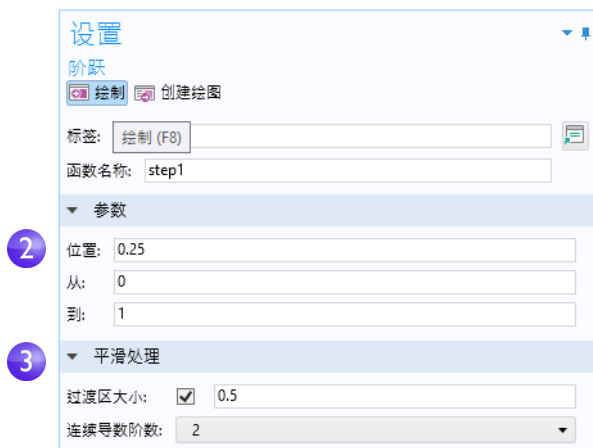 设置
阶跃
绘制 创建绘图
标签: 绘制 (F8)
函数名称: step1
参数
2
位置: 0.25
从: 0
到: 1
3
平滑处理
过渡区大小: 0.5
连续导数阶数: 2